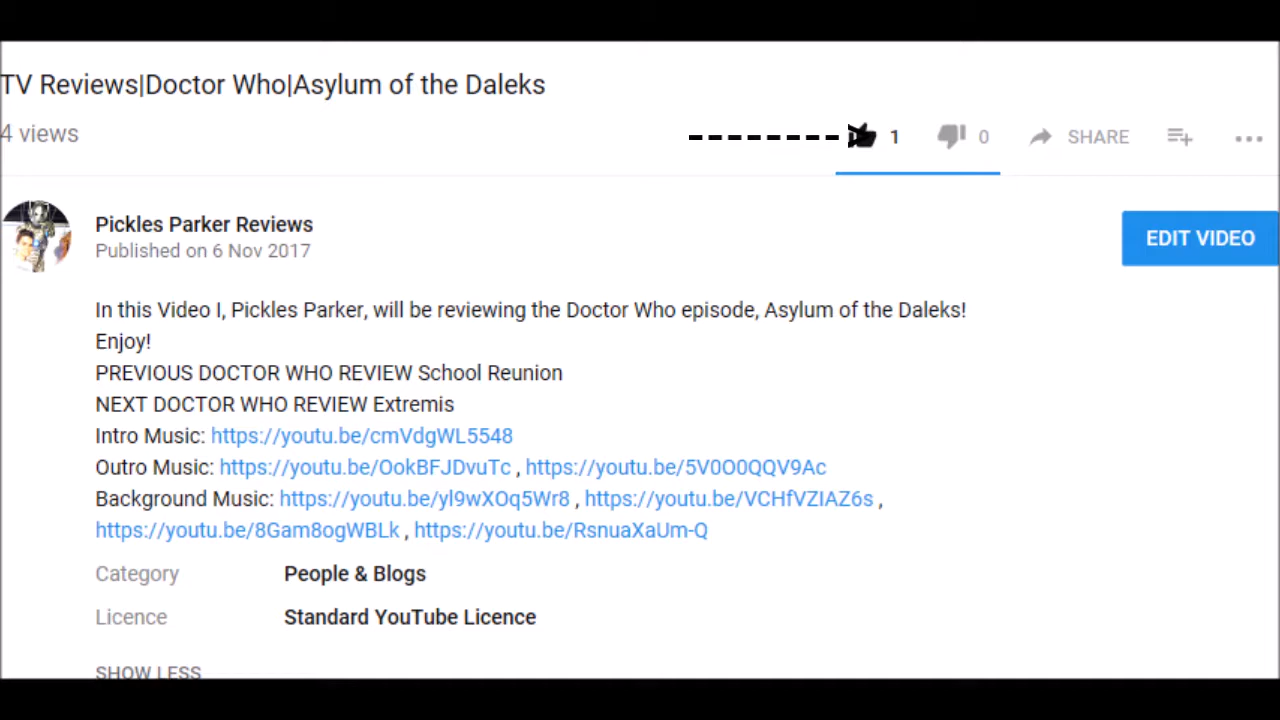 TV Reviews|Doctor Who|Asylum of the Daleks
4 views
1 0 SHARE
Pickles Parker Reviews
Published on 6 Nov 2017
EDIT VIDEO
In this Video I, Pickles Parker, will be reviewing the Doctor Who episode, Asylum of the Daleks!
Enjoy!
PREVIOUS DOCTOR WHO REVIEW School Reunion
NEXT DOCTOR WHO REVIEW Extremis
Intro Music: https://youtu.be/cmVdgWL5548
Outro Music: https://youtu.be/OokBFJDvuTc , https://youtu.be/5V0O0QQV9Ac
Background Music: https://youtu.be/yl9wXOq5Wr8 , https://youtu.be/VCHfVZIAZ6s ,
https://youtu.be/8Gam8ogWBLk , https://youtu.be/RsnuaXaUm-Q
Category People & Blogs
Licence Standard YouTube Licence
SHOW LESS